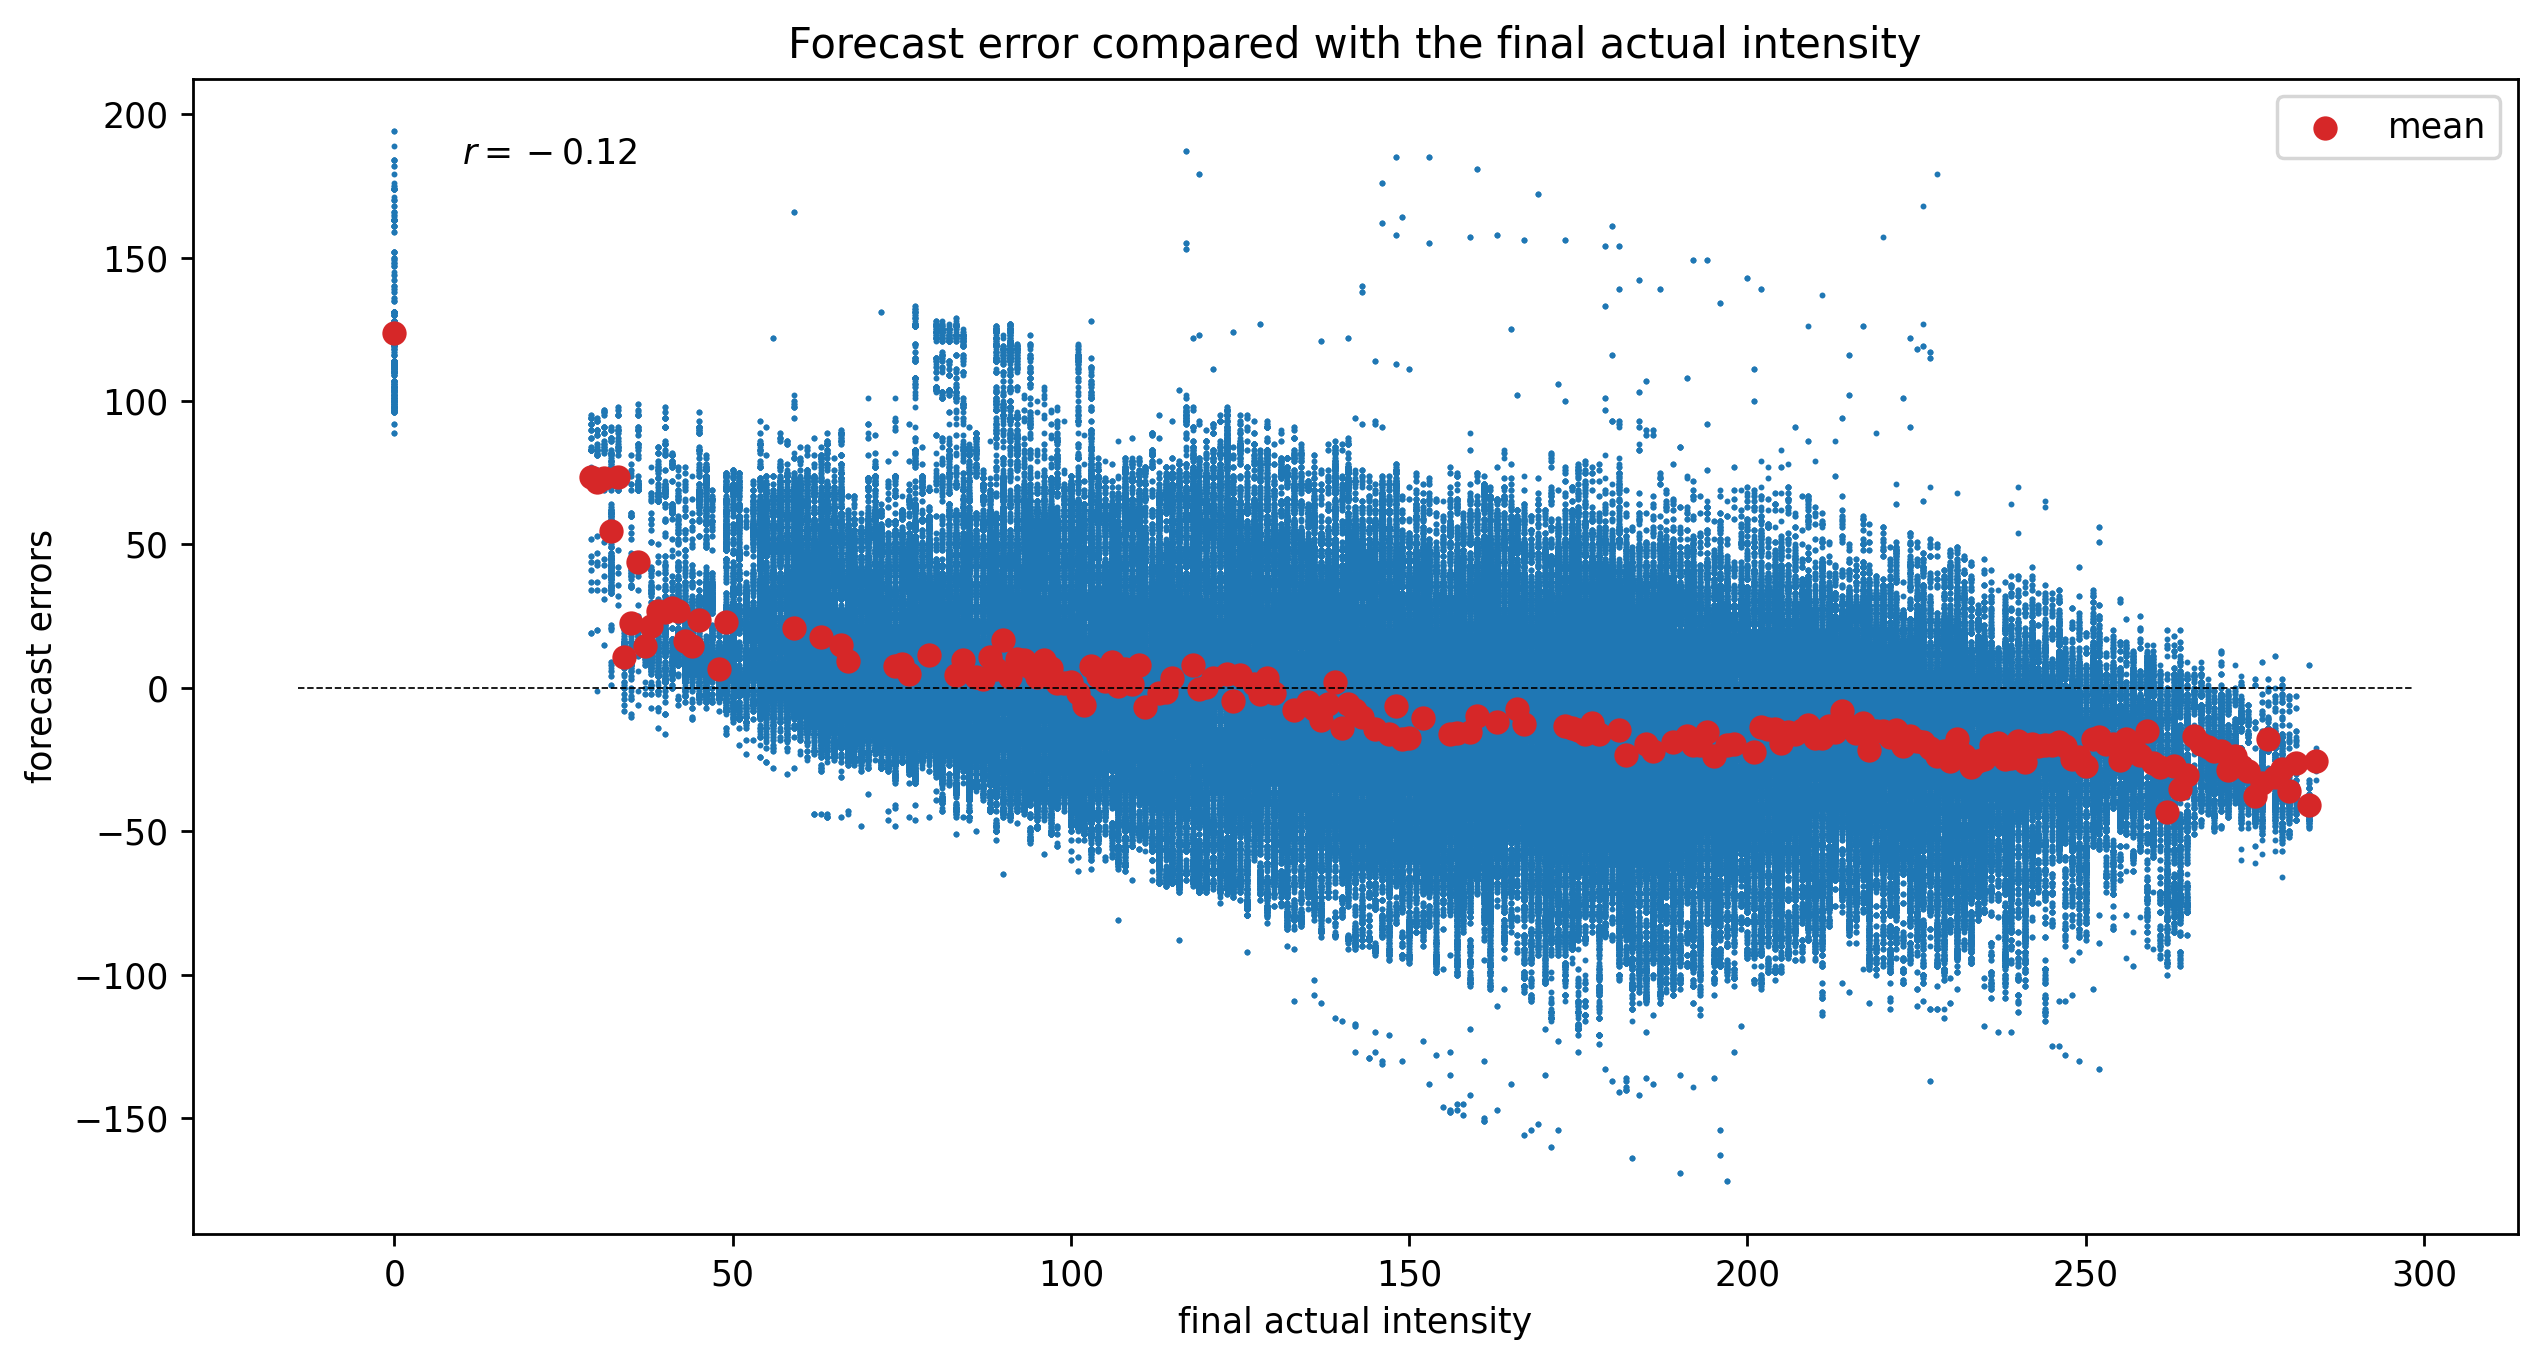 Forecast error compared with the final actual intensity
mean
r = −0.12
forecast errors
200
150
100
50
0
−50
−100
−150
0 50 100 150 200 250 300
final actual intensity